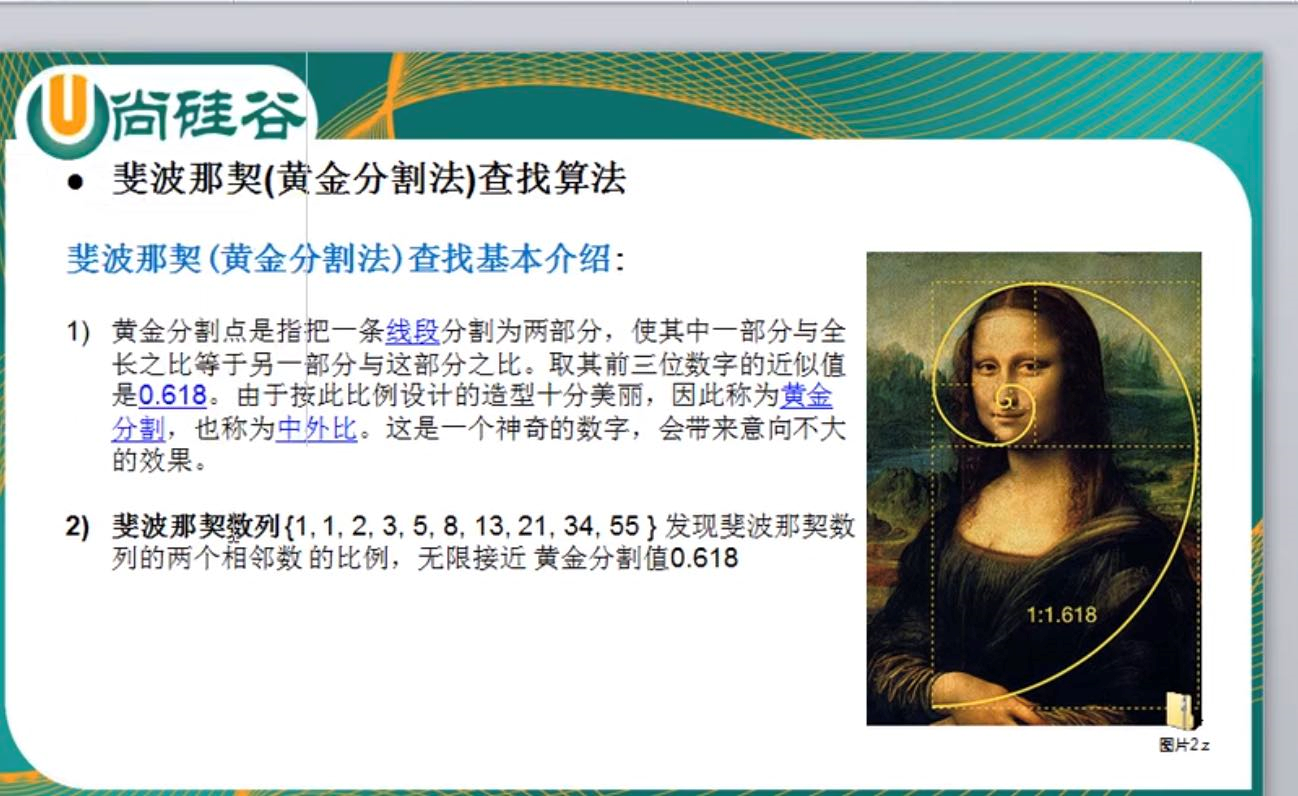 尚硅谷
● 斐波那契(黄金分割法)查找算法
斐波那契(黄金分割法)查找基本介绍:
1) 黄金分割点是指把一条线段分割为两部分，使其中一部分与全
长之比等于另一部分与这部分之比。取其前三位数字的近似值
是0.618。由于按此比例设计的造型十分美丽，因此称为黄金
分割，也称为中外比。这是一个神奇的数字，会带来意向不大
的效果。
2) 斐波那契数列{1, 1, 2, 3, 5, 8, 13, 21, 34, 55 } 发现斐波那契数
列的两个相邻数 的比例，无限接近 黄金分割值0.618
1:1.618
图片2.z